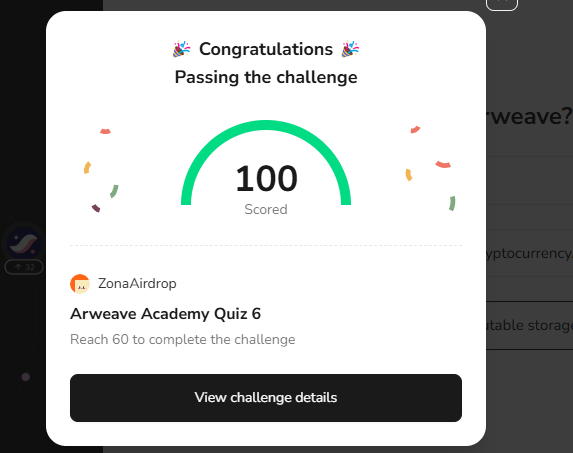 Congratulations
Passing the challenge
rweave?
100
Scored
yptocurrency
ZonaAirdrop
Arweave Academy Quiz 6
utable storag
Reach 60 to complete the challenge
View challenge details
32